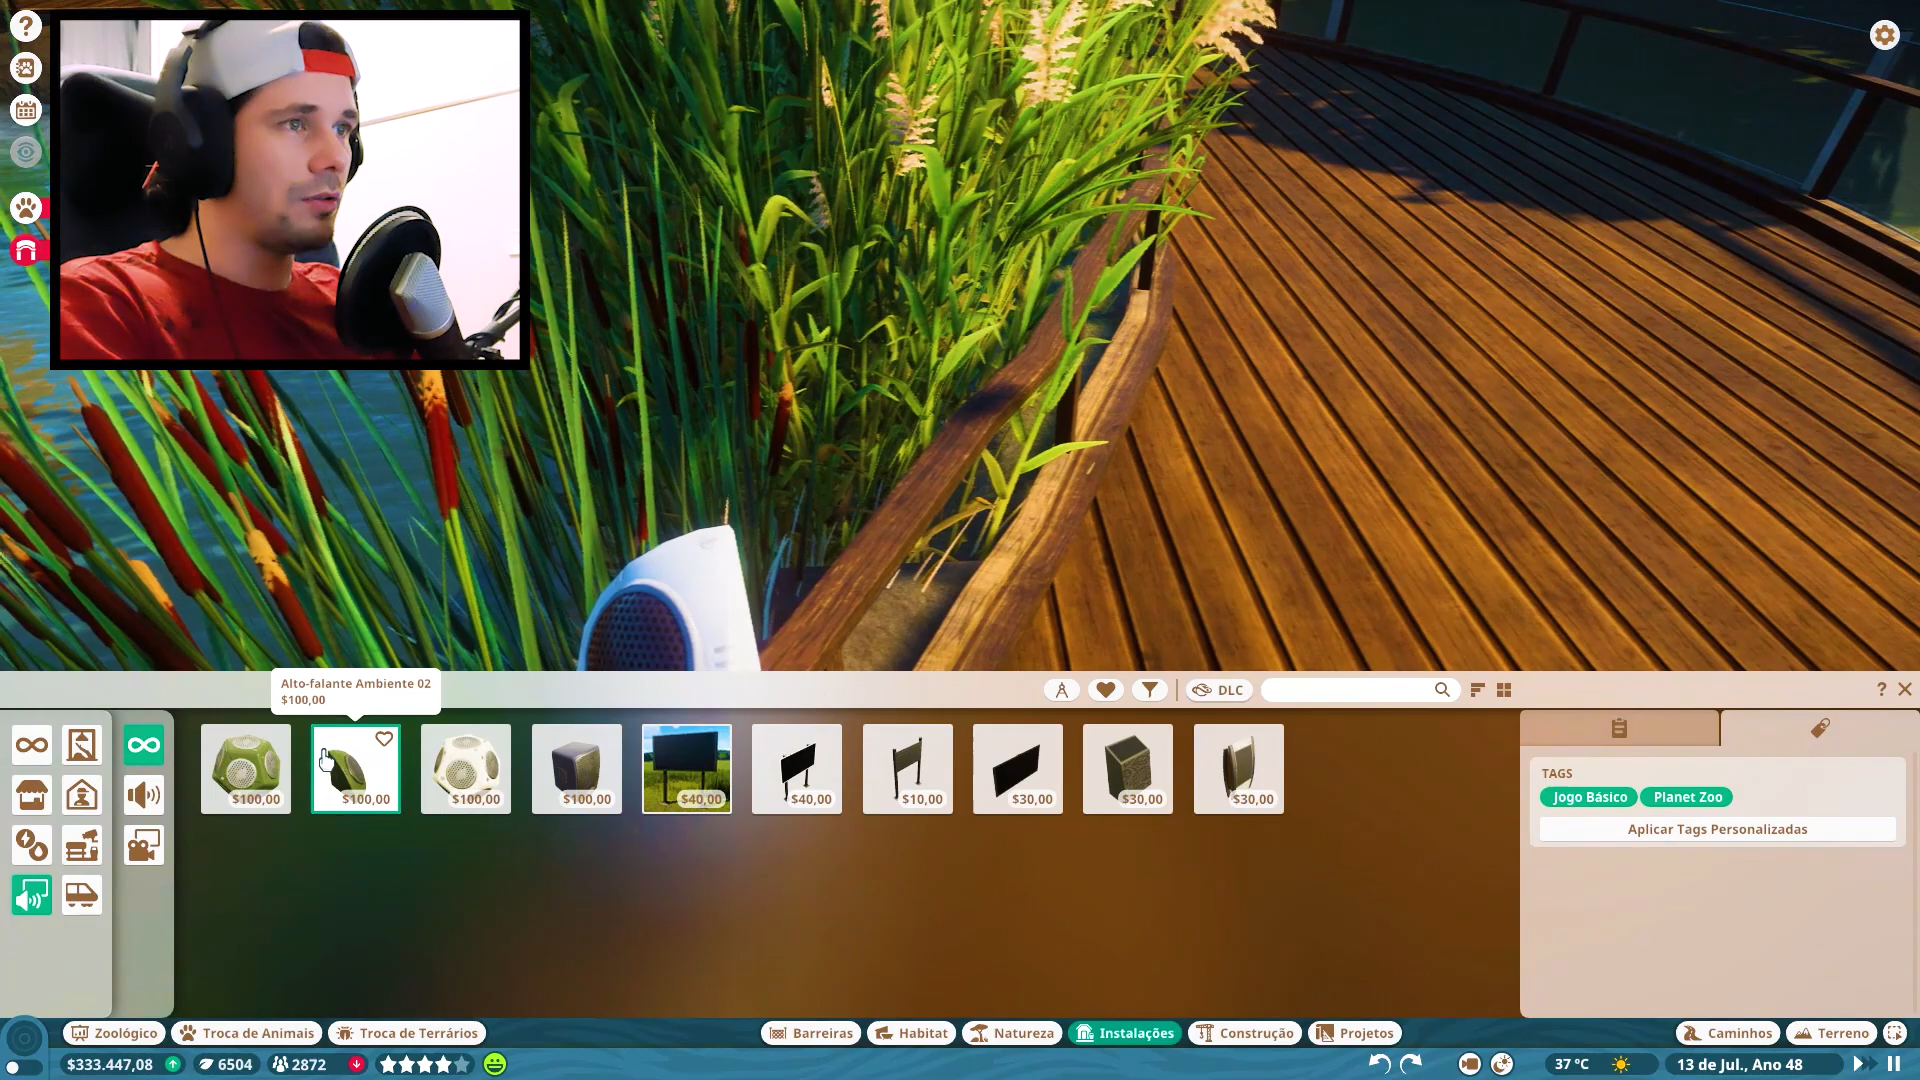 Alto-falante Ambiente 02
$100,00
DLC
$100,00
$100,00
$100,00
$100,00
$40,00
$40,00
$10,00
$30,00
$30,00
$30,00
TAGS
Jogo Básico
Planet Zoo
Aplicar Tags Personalizadas
Zoológico
Troca de Animais
Troca de Terrários
Barreiras
Habitat
Natureza
Instalações
Construção
Projetos
Caminhos
Terreno
$333.447,08
6504
2872
37 °C
13 de Jul., Ano 48